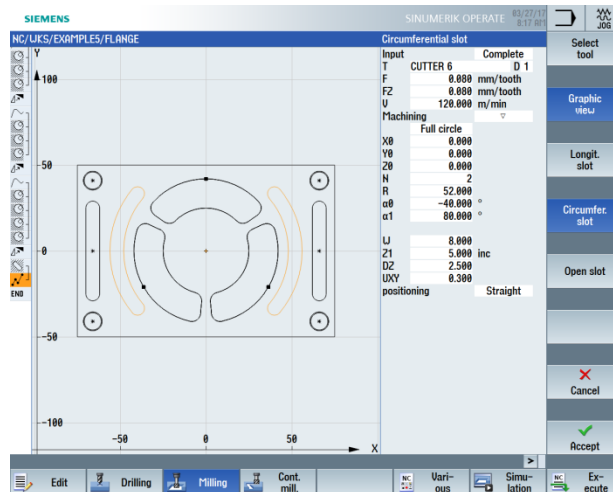 SIEMENS
SINUMERIK OPERATE 03/27/17
8:17 AM
JOG
NC/WKS/EXAMPLE5/FLANGE
Circumferential slot
Select
tool
Input Complete
T CUTTER 6 D 1
F 0.080 mm/tooth
FZ 0.080 mm/tooth
V 120.000 m/min
Machining ▽
Full circle
X0 0.000
Y0 0.000
Z0 0.000
N 2
R 52.000
α0 -40.000 °
α1 80.000 °
W 8.000
Z1 5.000 inc
DZ 2.500
UXY 0.300
positioning Straight
Graphic
view
Longit.
slot
Circumfer.
slot
Open slot
Cancel
Accept
Y
100
50
0
-50
-100
-50
0
50
X
END
>
Edit
Drilling
Milling
Cont.
mill.
NC
Vari-
ous
Simu-
lation
NC
Ex-
ecute